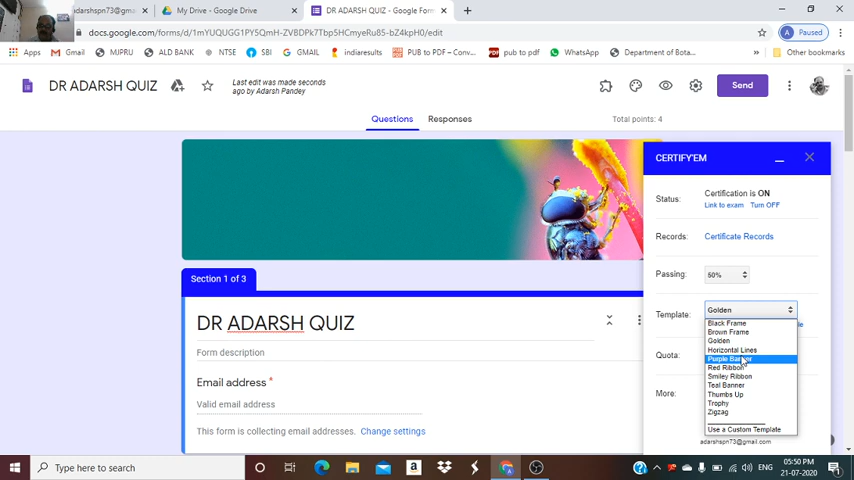 adarshspn73@gmail.com
My Drive - Google Drive
DR ADARSH QUIZ - Google Form
docs.google.com/forms/d/1mYUQUGG1PY5QmH-ZVBDPk7Tbp5HCmyeRu85-bZ4kpH0/edit
Paused
Apps
Gmail
MJPRU
ALD BANK
NTSE
SBI
GMAIL
indiaresults
PUB to PDF – Conv...
pub to pdf
WhatsApp
Department of Bota...
Other bookmarks
DR ADARSH QUIZ
Last edit was made seconds
ago by Adarsh Pandey
Send
Questions
Responses
Total points: 4
Section 1 of 3
DR ADARSH QUIZ
Form description
Email address *
Valid email address
This form is collecting email addresses. Change settings
CERTIFY'EM
Status:
Certification is ON
Link to exam Turn OFF
Records:
Certificate Records
Passing:
50%
Template:
Golden
Black Frame
Brown Frame
Golden
Horizontal Lines
Purple Banner
Red Ribbon
Smiley Ribbon
Teal Banner
Thumbs Up
Trophy
Zigzag
Use a Custom Template
Quota:
More:
adarshspn73@gmail.com
Type here to search
ENG
05:50 PM
21-07-2020